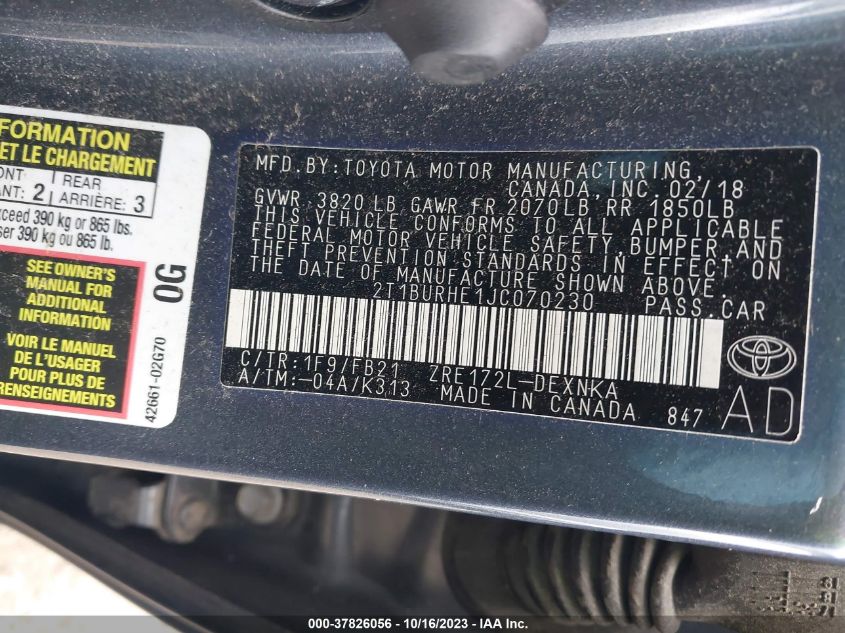 FORMATION
ET LE CHARGEMENT
2
REAR
ARRIÈRE: 3
390 kg or 865 lbs.
390 kg ou 865 lb.
SEE OWNER'S
MANUAL FOR
ADDITIONAL
INFORMATION
VOIR LE MANUEL
DE L'USAGER
POUR PLUS DE
RENSEIGNEMENTS
0G
42661-02G70
MFD.BY:TOYOTA MOTOR MANUFACTURING,
CANADA, INC. 02/18
GVWR 3820 LB GAWR FR 2070LB RR 1850LB
THIS VEHICLE CONFORMS TO ALL APPLICABLE
FEDERAL MOTOR VEHICLE SAFETY, BUMPER, AND
THEFT PREVENTION STANDARDS IN EFFECT ON
THE DATE OF MANUFACTURE SHOWN ABOVE.
2T1BURHE1JC070230 PASS.CAR
C/TR:1F9/FB21 ZRE172L-DEXNKA
A/TM:-04A/K313 MADE IN CANADA 847
AD
000-37826056 - 10/16/2023 - IAA Inc.